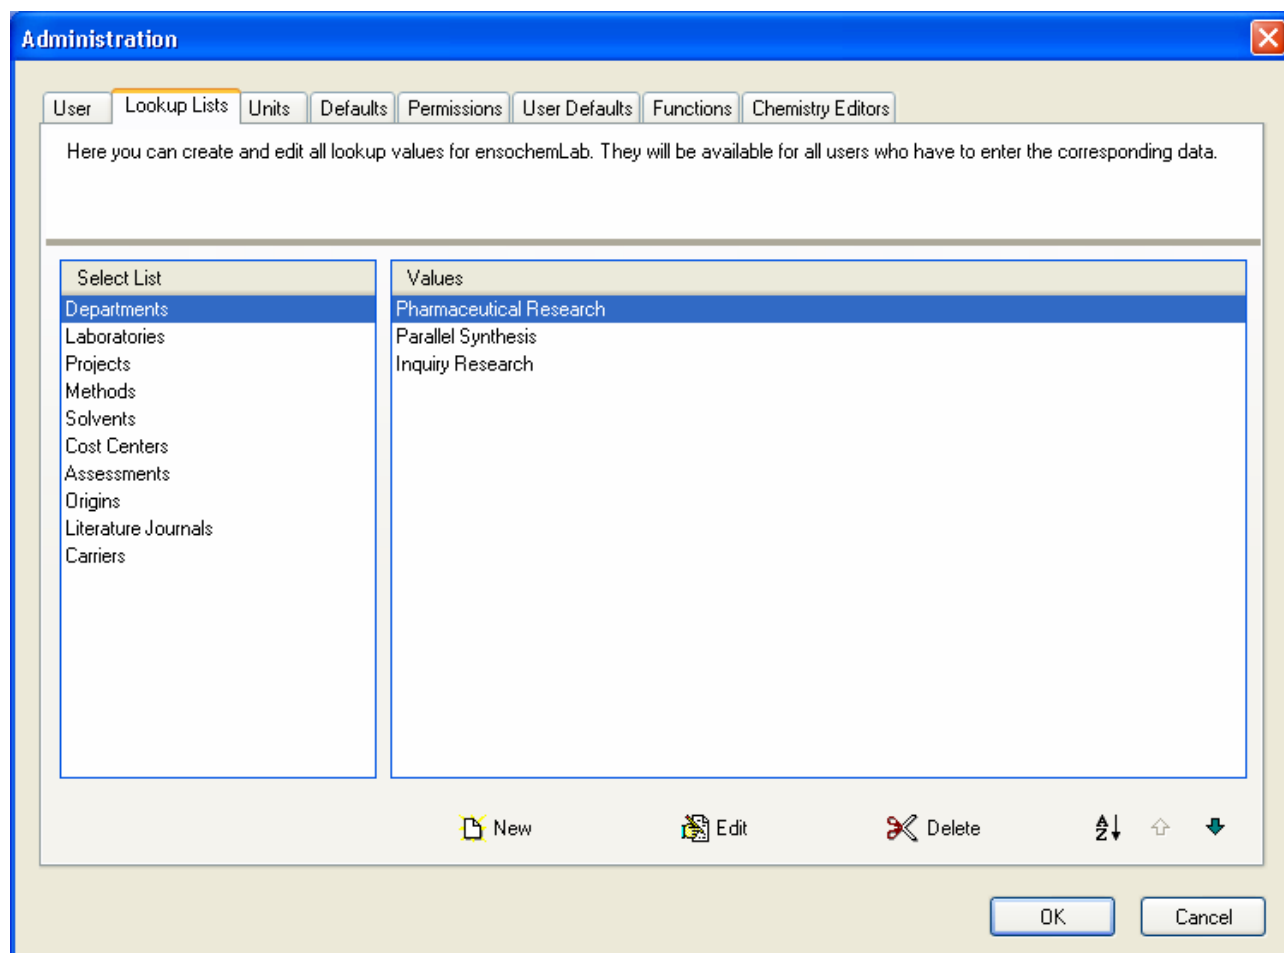 Administration
User Lookup Lists Units Defaults Permissions User Defaults Functions Chemistry Editors
Here you can create and edit all lookup values for ensochemLab. They will be available for all users who have to enter the corresponding data.
Select List
Departments
Laboratories
Projects
Methods
Solvents
Cost Centers
Assessments
Origins
Literature Journals
Carriers
Values
Pharmaceutical Research
Parallel Synthesis
Inquiry Research
New Edit Delete A Z
OK Cancel